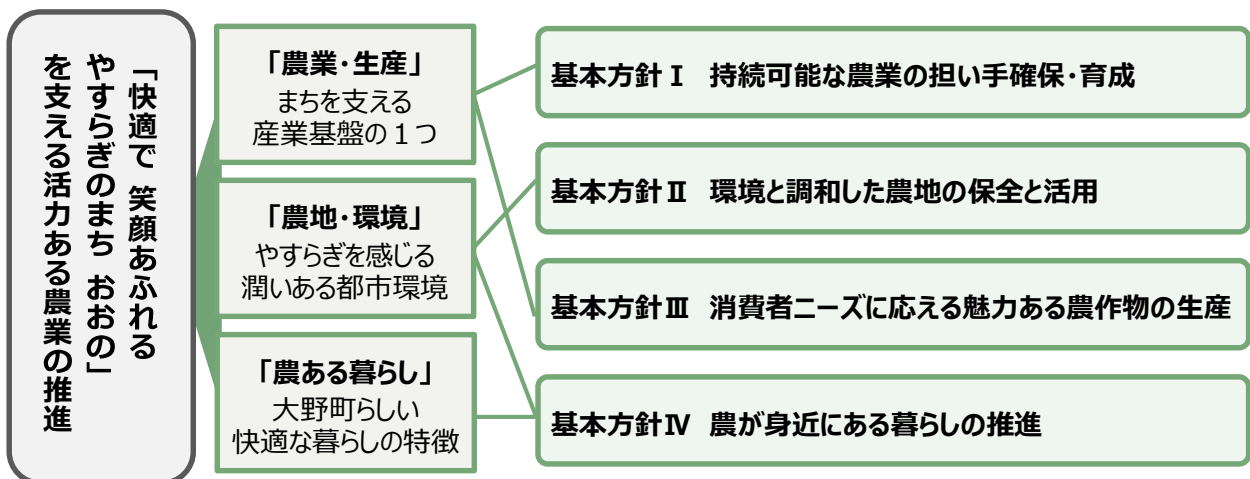 「快適で 笑顔あふれる
やすらぎのまち おおの」
を支える活力ある農業の推進
「農業・生産」
まちを支える
産業基盤の１つ
「農地・環境」
やすらぎを感じる
潤いある都市環境
「農ある暮らし」
大野町らしい
快適な暮らしの特徴
基本方針Ⅰ 持続可能な農業の担い手確保・育成
基本方針Ⅱ 環境と調和した農地の保全と活用
基本方針Ⅲ 消費者ニーズに応える魅力ある農作物の生産
基本方針Ⅳ 農が身近にある暮らしの推進